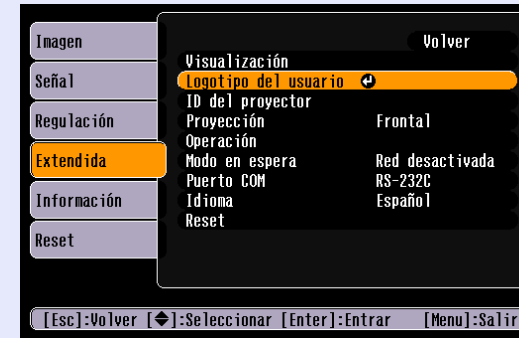 Imagen
Señal
Regulación
Extendida
Información
Reset
Volver
Visualización
Logotipo del usuario
ID del proyector
Proyección Frontal
Operación
Modo en espera Red desactivada
Puerto COM RS-232C
Idioma Español
Reset
[Esc]:Volver [◆]:Seleccionar [Enter]:Entrar [Menu]:Salir